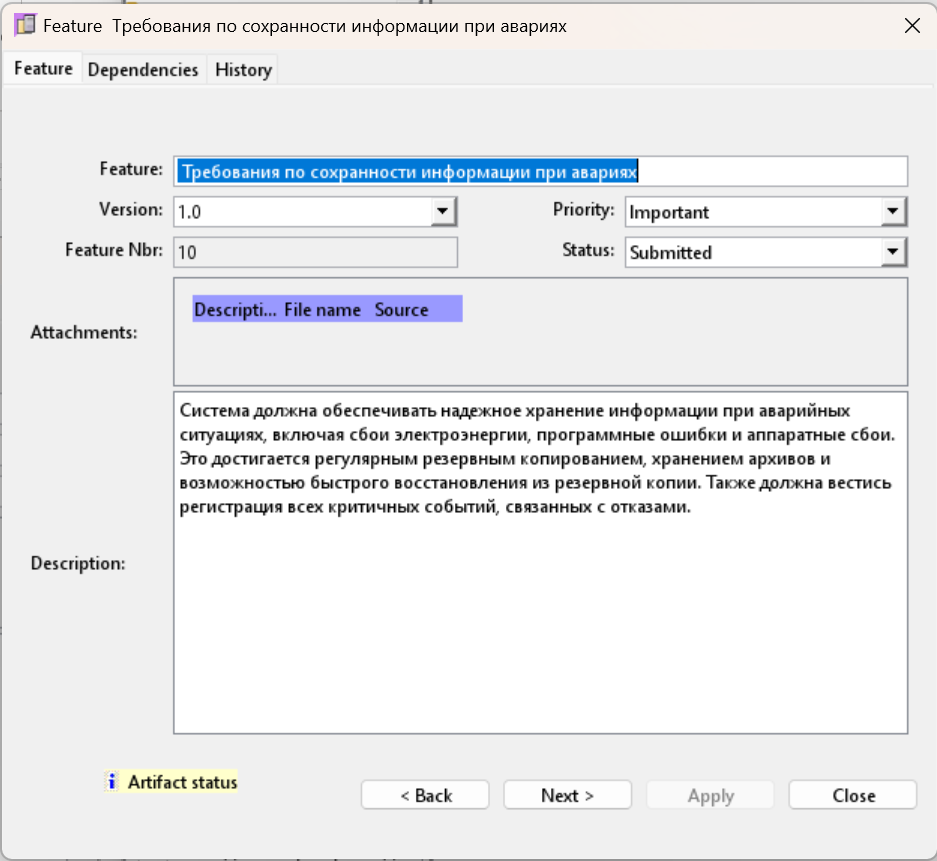 Feature Требования по сохранности информации при авариях
Feature Dependencies History
Feature: Требования по сохранности информации при авариях
Version: 1.0 Priority: Important
Feature Nbr: 10 Status: Submitted
Attachments: Descripti... File name Source
Система должна обеспечивать надежное хранение информации при аварийных
ситуациях, включая сбои электроэнергии, программные ошибки и аппаратные сбои.
Это достигается регулярным резервным копированием, хранением архивов и
возможностью быстрого восстановления из резервной копии. Также должна вестись
регистрация всех критичных событий, связанных с отказами.
Description:
Artifact status
< Back Next > Apply Close